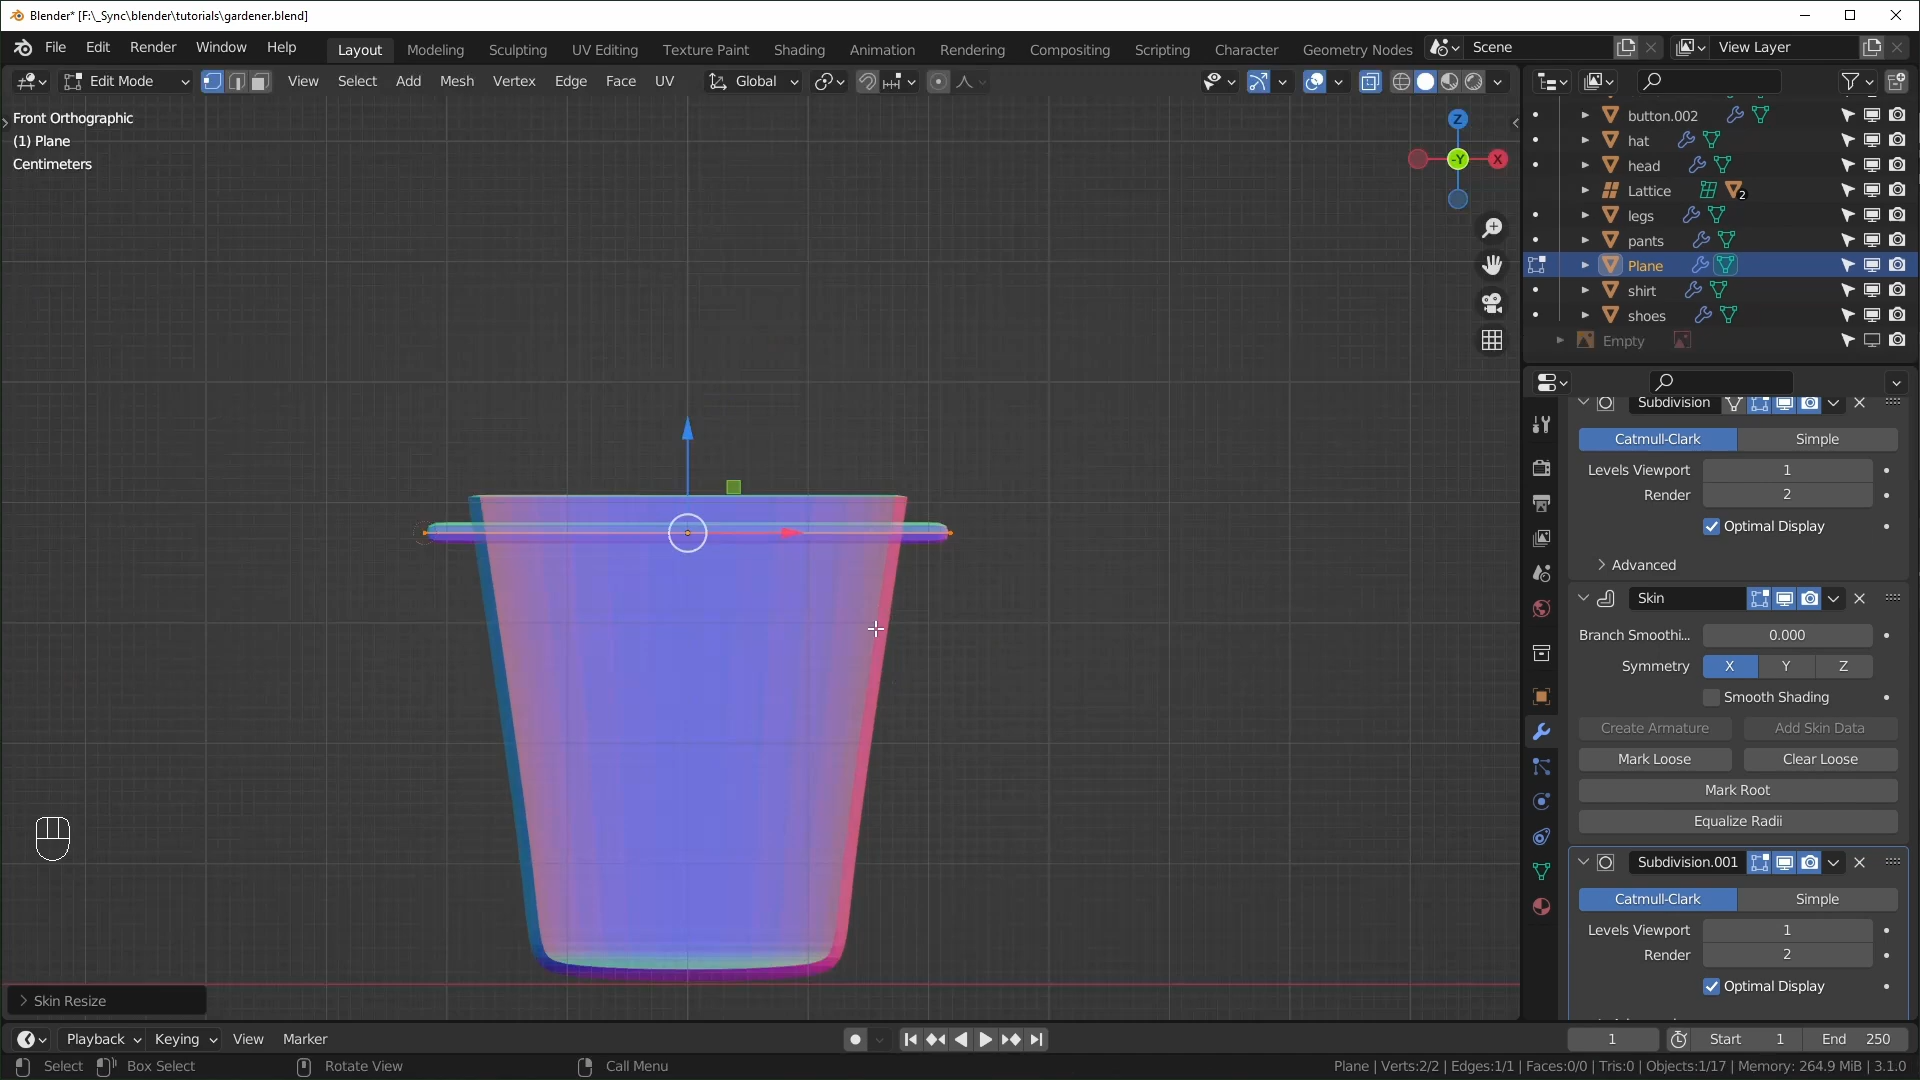 Blender* [F:\_Sync\blender\tutorials\gardener.blend]
File Edit Render Window Help Layout Modeling Sculpting UV Editing Texture Paint Shading Animation Rendering Compositing Scripting Character Geometry Nodes Scene View Layer
Edit Mode View Select Add Mesh Vertex Edge Face UV Global
Front Orthographic
(1) Plane
Centimeters
Z
-Y X
button.002
hat
head
Lattice 2
legs
pants
Plane
shirt
shoes
Empty
Subdivision
Catmull-Clark Simple
Levels Viewport 1
Render 2
Optimal Display
Advanced
Skin
Branch Smoothi... 0.000
Symmetry X Y Z
Smooth Shading
Create Armature Add Skin Data
Mark Loose Clear Loose
Mark Root
Equalize Radii
Subdivision.001
Catmull-Clark Simple
Levels Viewport 1
Render 2
Optimal Display
Skin Resize
Playback Keying View Marker 1 Start 1 End 250
Select Box Select Rotate View Call Menu Plane | Verts:2/2 | Edges:1/1 | Faces:0/0 | Tris:0 | Objects:1/17 | Memory: 264.9 MiB | 3.1.0